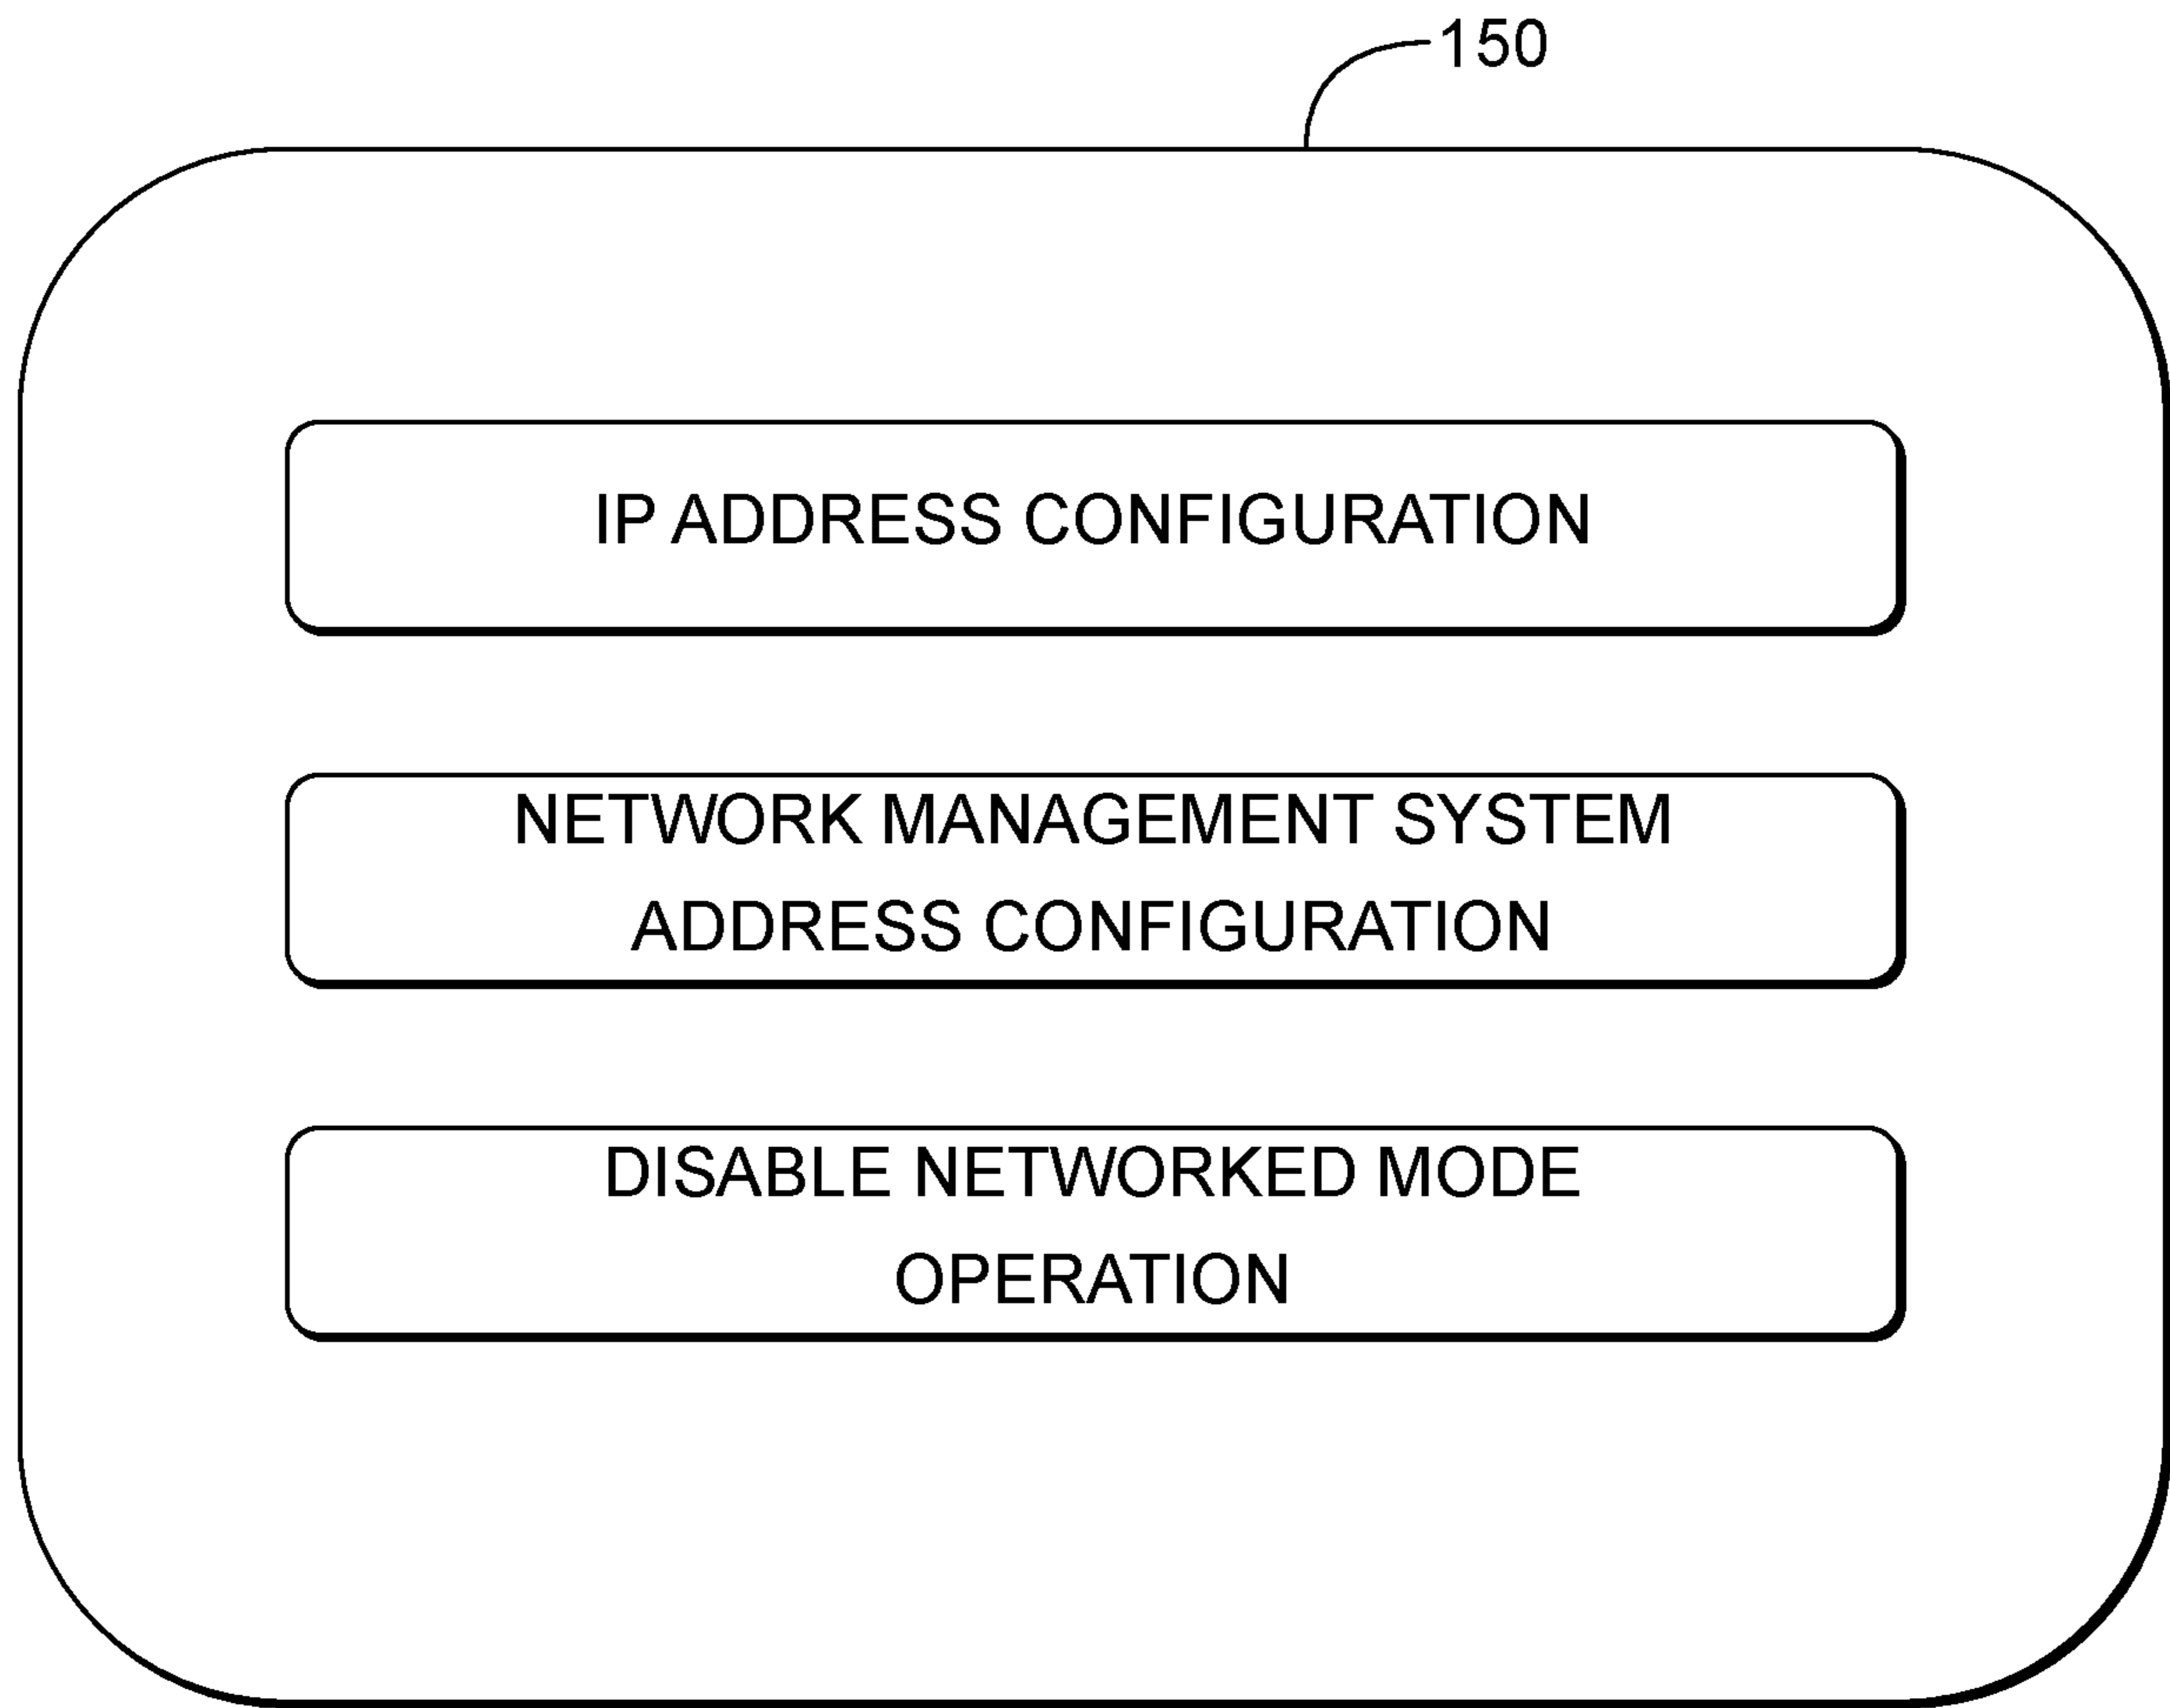 150
IP ADDRESS CONFIGURATION
NETWORK MANAGEMENT SYSTEM
ADDRESS CONFIGURATION
DISABLE NETWORKED MODE
OPERATION